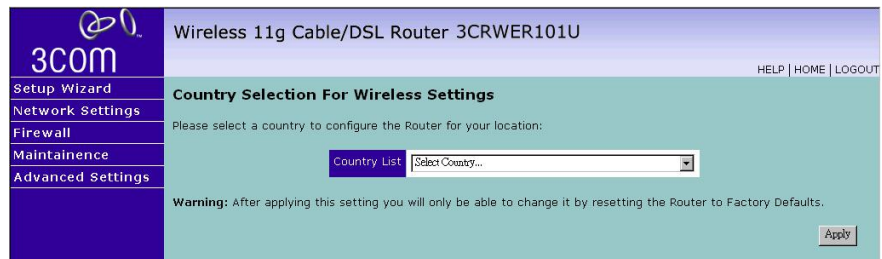 3COM
Wireless 11g Cable/DSL Router 3CRWER101U
HELP | HOME | LOGOUT
Setup Wizard
Network Settings
Firewall
Maintainence
Advanced Settings
Country Selection For Wireless Settings
Please select a country to configure the Router for your location:
Country List Select Country...
Warning: After applying this setting you will only be able to change it by resetting the Router to Factory Defaults.
Apply